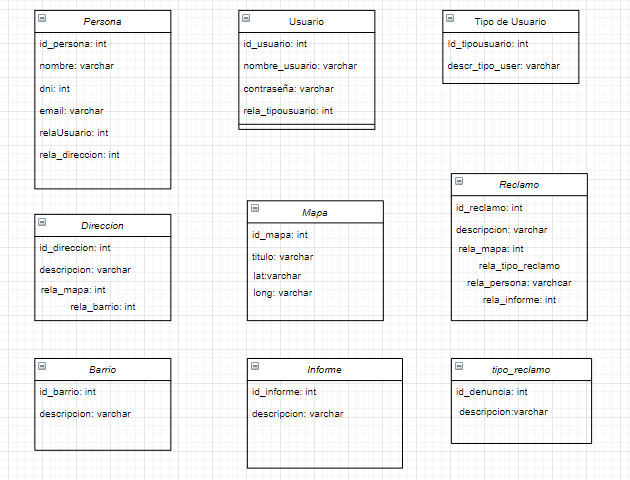 Persona
id_persona: int
nombre: varchar
dni: int
email: varchar
relaUsuario: int
rela_direccion: int
Usuario
id_usuario: int
nombre_usuario: varchar
contraseña: varchar
rela_tipousuario: int
Tipo de Usuario
Id_tipousuario: int
descr_tipo_user: varchar
Direccion
id_direccion: int
descripcion: varchar
rela_mapa: int
rela_barrio: int
Mapa
id_mapa: int
titulo: varchar
lat:varchar
long: varchar
Reclamo
id_reclamo: int
descripcion: varchar
rela_mapa: int
rela_tipo_reclamo
rela_persona: varchcar
rela_informe: int
Barrio
id_barrio: int
descripcion: varchar
Informe
id_informe: int
descripcion: varchar
tipo_reclamo
id_denuncia: int
descripcion:varchar